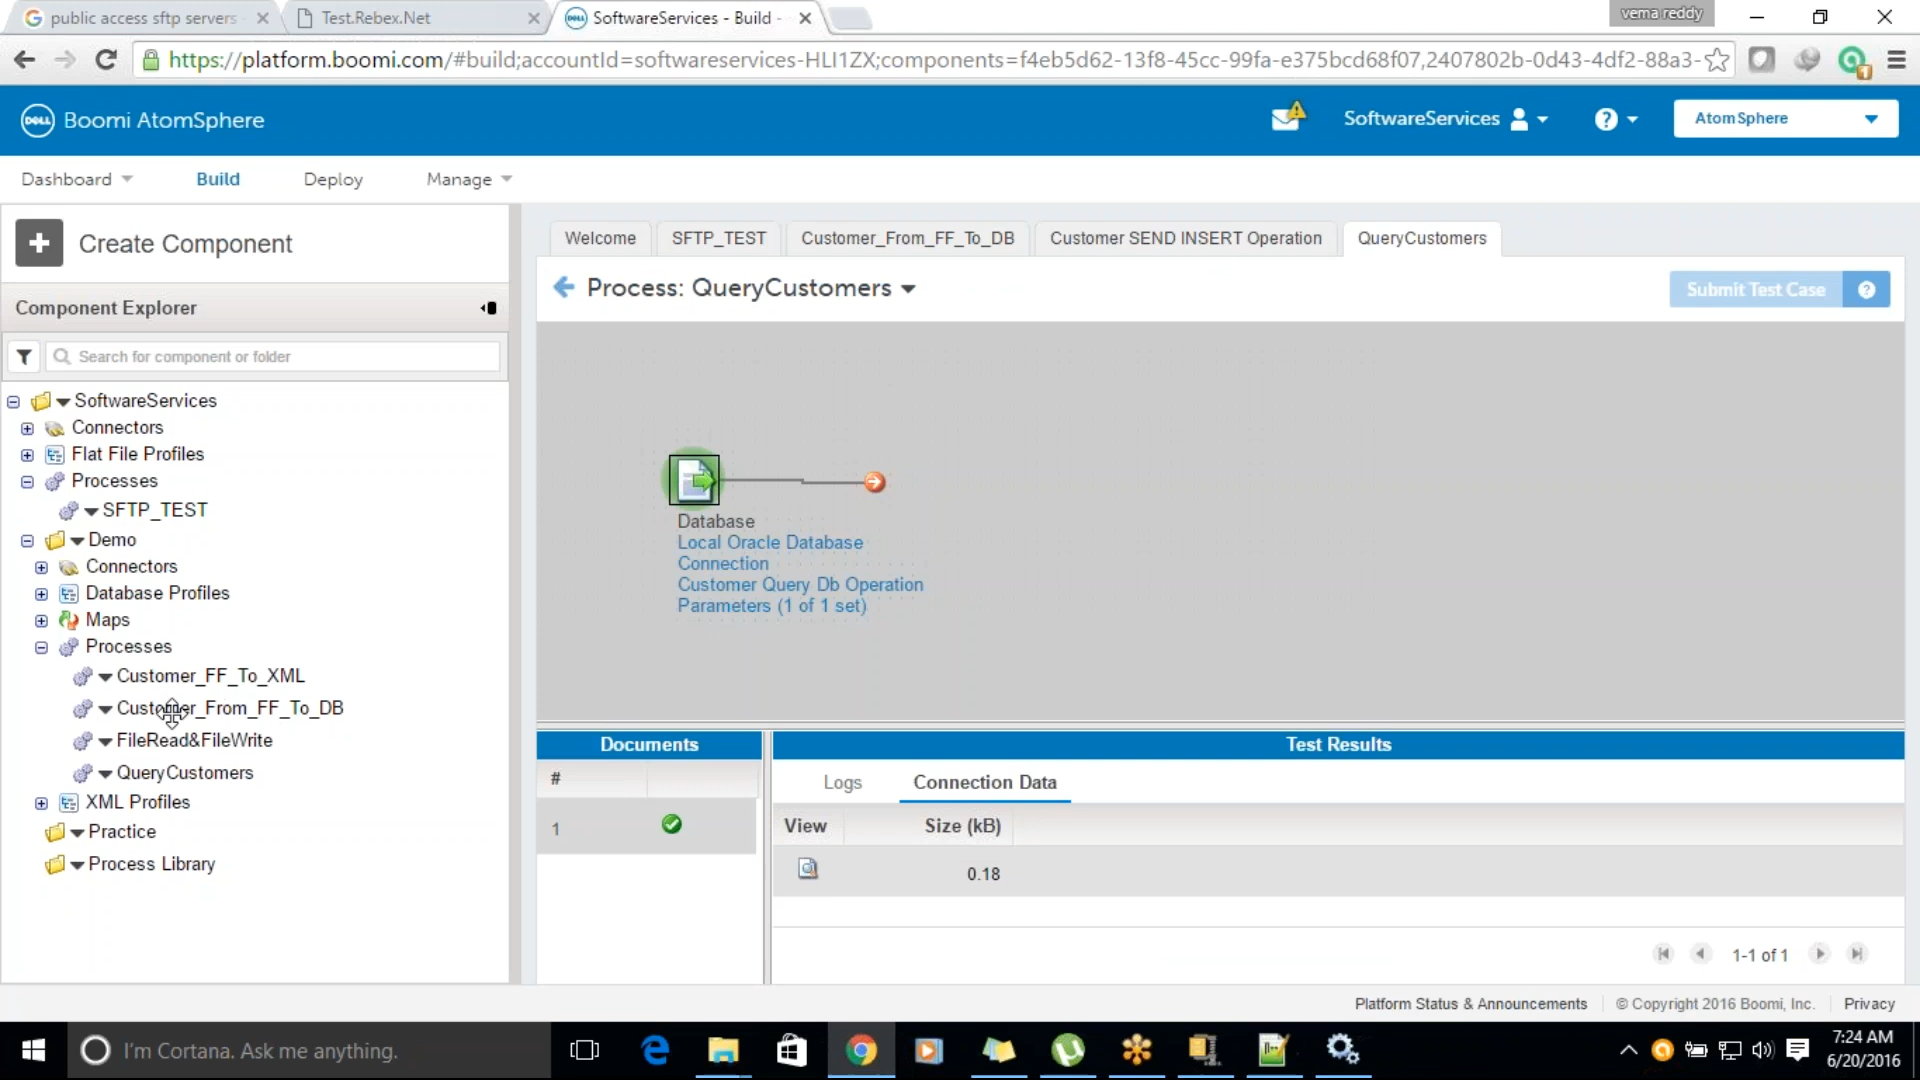 public access sftp servers
Test.Rebex.Net
SoftwareServices - Build -
vema reddy
https://platform.boomi.com/#build;accountId=softwareservices-HLI1ZX;components=f4eb5d62-13f8-45cc-99fa-e375bcd68f07,2407802b-0d43-4df2-88a3-
DELL Boomi AtomSphere
SoftwareServices
?
AtomSphere
Dashboard
Build
Deploy
Manage
Create Component
Welcome
SFTP_TEST
Customer_From_FF_To_DB
Customer SEND INSERT Operation
QueryCustomers
Process: QueryCustomers
Submit Test Case
?
Component Explorer
Search for component or folder
SoftwareServices
Connectors
Flat File Profiles
Processes
SFTP_TEST
Demo
Connectors
Database Profiles
Maps
Processes
Customer_FF_To_XML
Customer_From_FF_To_DB
FileRead&FileWrite
QueryCustomers
XML Profiles
Practice
Process Library
Database
Local Oracle Database
Connection
Customer Query Db Operation
Parameters (1 of 1 set)
Documents
#
1
Test Results
Logs
Connection Data
View
Size (kB)
0.18
1-1 of 1
Platform Status & Announcements
© Copyright 2016 Boomi, Inc.
Privacy
I'm Cortana. Ask me anything.
7:24 AM
6/20/2016